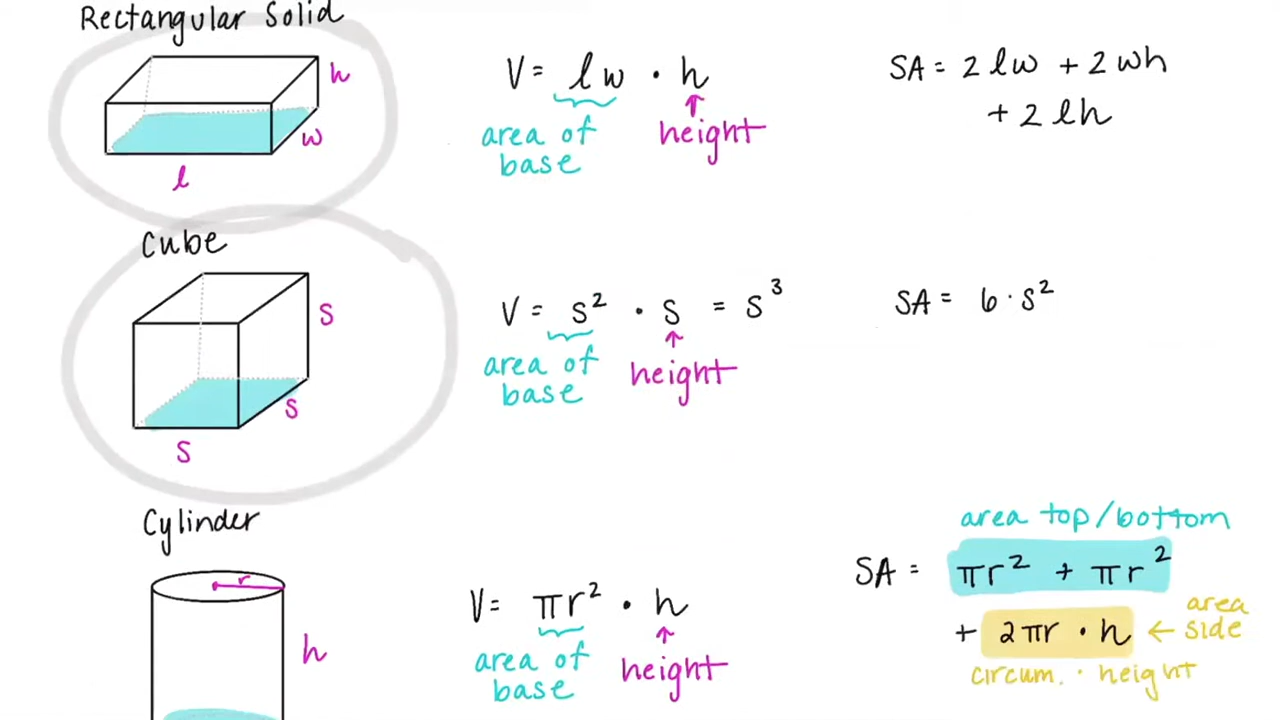 Rectangular Solid
h
w
l
V = lw · h
area of
base
height
SA = 2lw + 2wh
+ 2lh
Cube
s
s
s
V = s² · s = s³
area of
base
height
SA = 6 · s²
Cylinder
r
h
V = πr² · h
area of
base
height
area top/bottom
SA = πr² + πr²
+ 2πr · h ← area
side
circum. · height